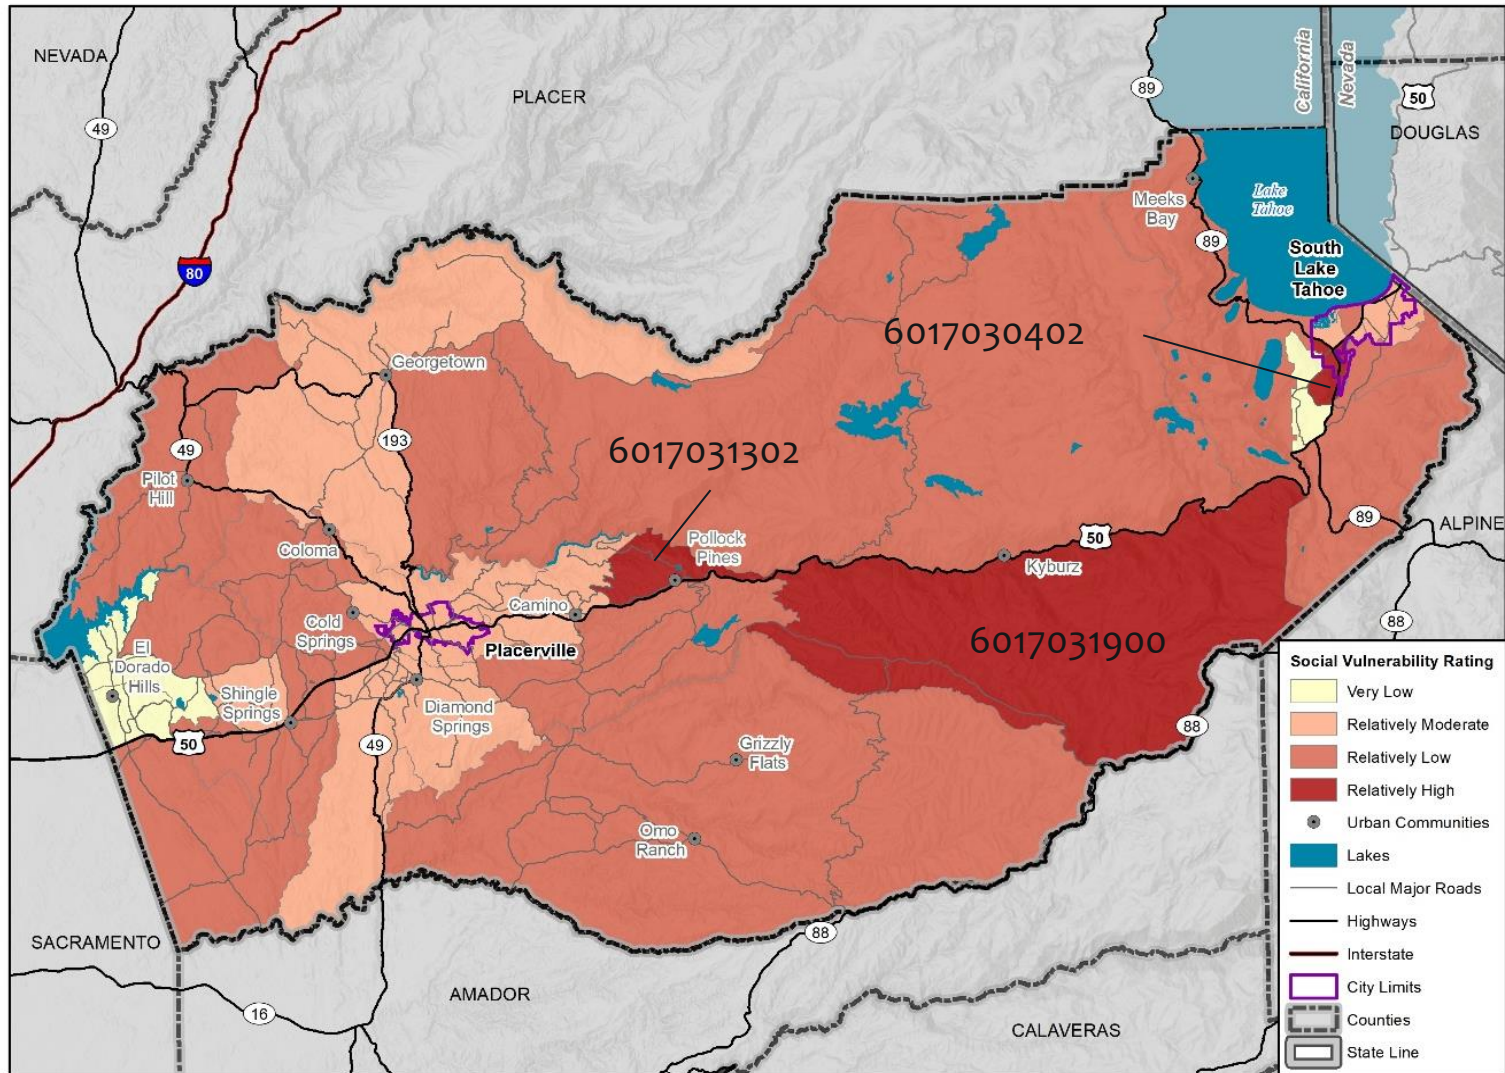 NEVADA
PLACER
California
Nevada
89
50
DOUGLAS
49
80
Meeks
Bay
Lake
Tahoe
89
South
Lake
Tahoe
6017030402
Georgetown
193
49
6017031302
Pilot
Hill
Coloma
Pollock
Pines
50
Kyburz
89
ALPINE
Camino
Cold
Springs
Placerville
88
6017031900
El
Dorado
Hills
Shingle
Springs
Diamond
Springs
50
49
Grizzly
Flats
88
Omo
Ranch
SACRAMENTO
88
AMADOR
16
CALAVERAS
Social Vulnerability Rating
Very Low
Relatively Moderate
Relatively Low
Relatively High
Urban Communities
Lakes
Local Major Roads
Highways
Interstate
City Limits
Counties
State Line